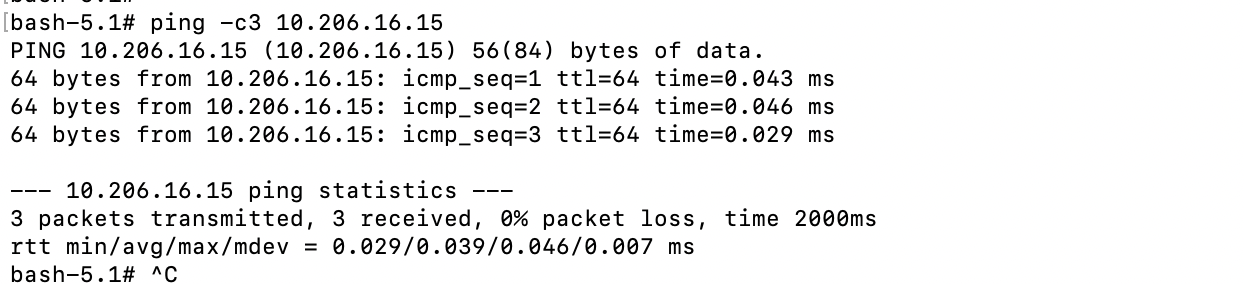 [bash-5.1# ping -c3 10.206.16.15
PING 10.206.16.15 (10.206.16.15) 56(84) bytes of data.
64 bytes from 10.206.16.15: icmp_seq=1 ttl=64 time=0.043 ms
64 bytes from 10.206.16.15: icmp_seq=2 ttl=64 time=0.046 ms
64 bytes from 10.206.16.15: icmp_seq=3 ttl=64 time=0.029 ms
--- 10.206.16.15 ping statistics ---
3 packets transmitted, 3 received, 0% packet loss, time 2000ms
rtt min/avg/max/mdev = 0.029/0.039/0.046/0.007 ms
bash-5.1# ^C